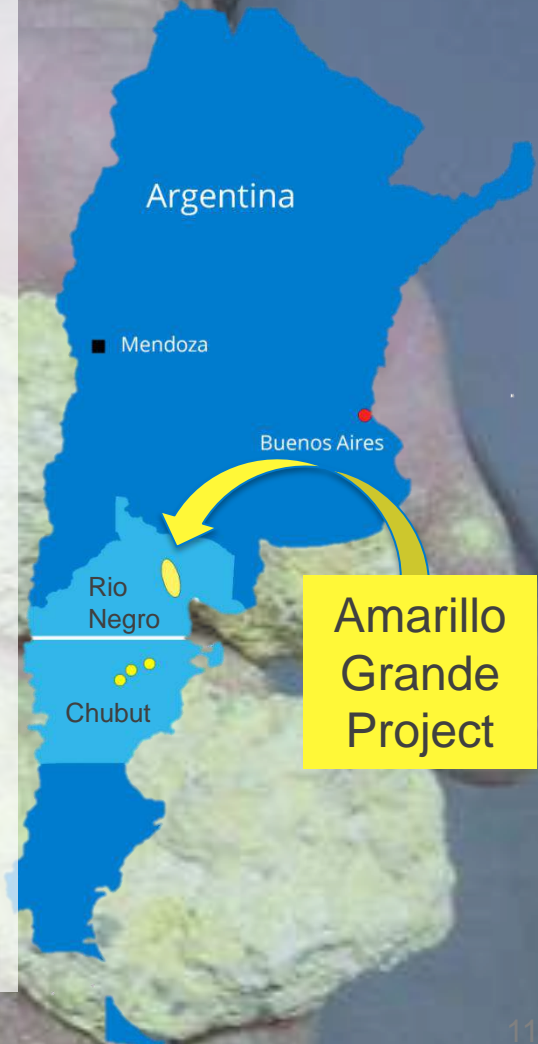 Argentina
Mendoza
Buenos Aires
Rio
Negro
Chubut
Amarillo
Grande
Project
11